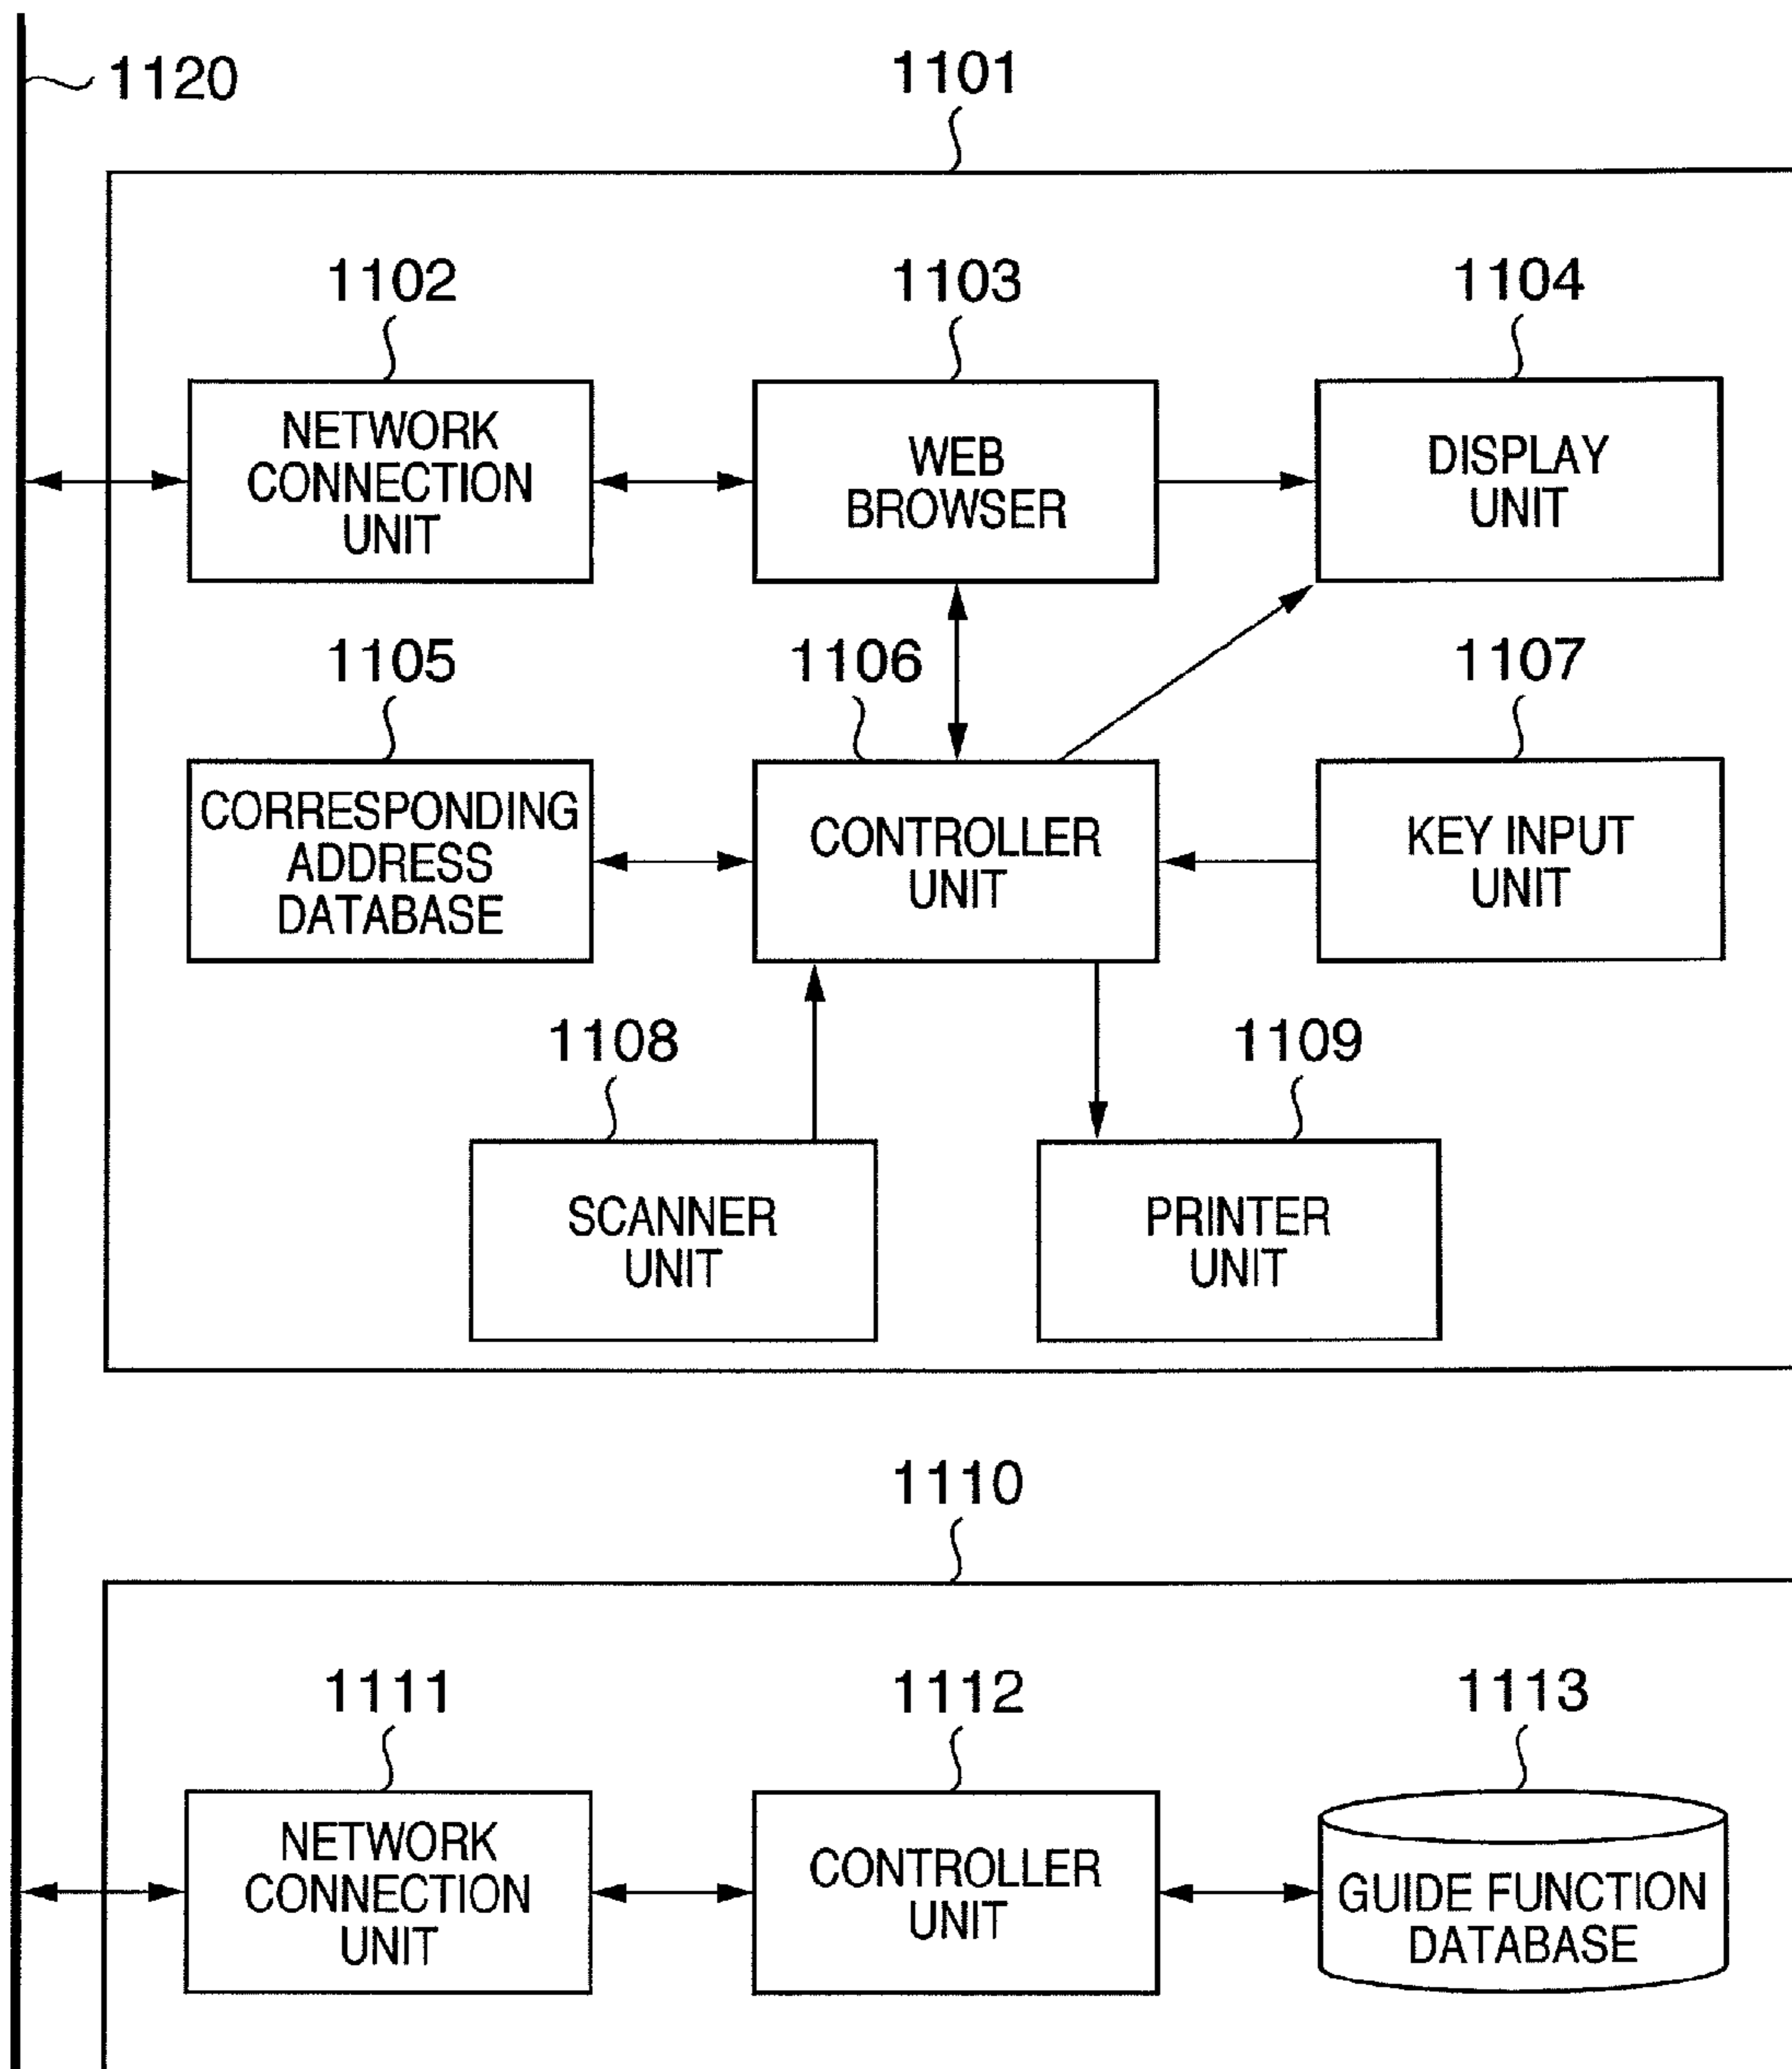 1120
1101
1102
1103
1104
NETWORK
CONNECTION
UNIT
WEB
BROWSER
DISPLAY
UNIT
1105
1106
1107
CORRESPONDING
ADDRESS
DATABASE
CONTROLLER
UNIT
KEY INPUT
UNIT
1108
1109
SCANNER
UNIT
PRINTER
UNIT
1110
1111
1112
1113
NETWORK
CONNECTION
UNIT
CONTROLLER
UNIT
GUIDE FUNCTION
DATABASE